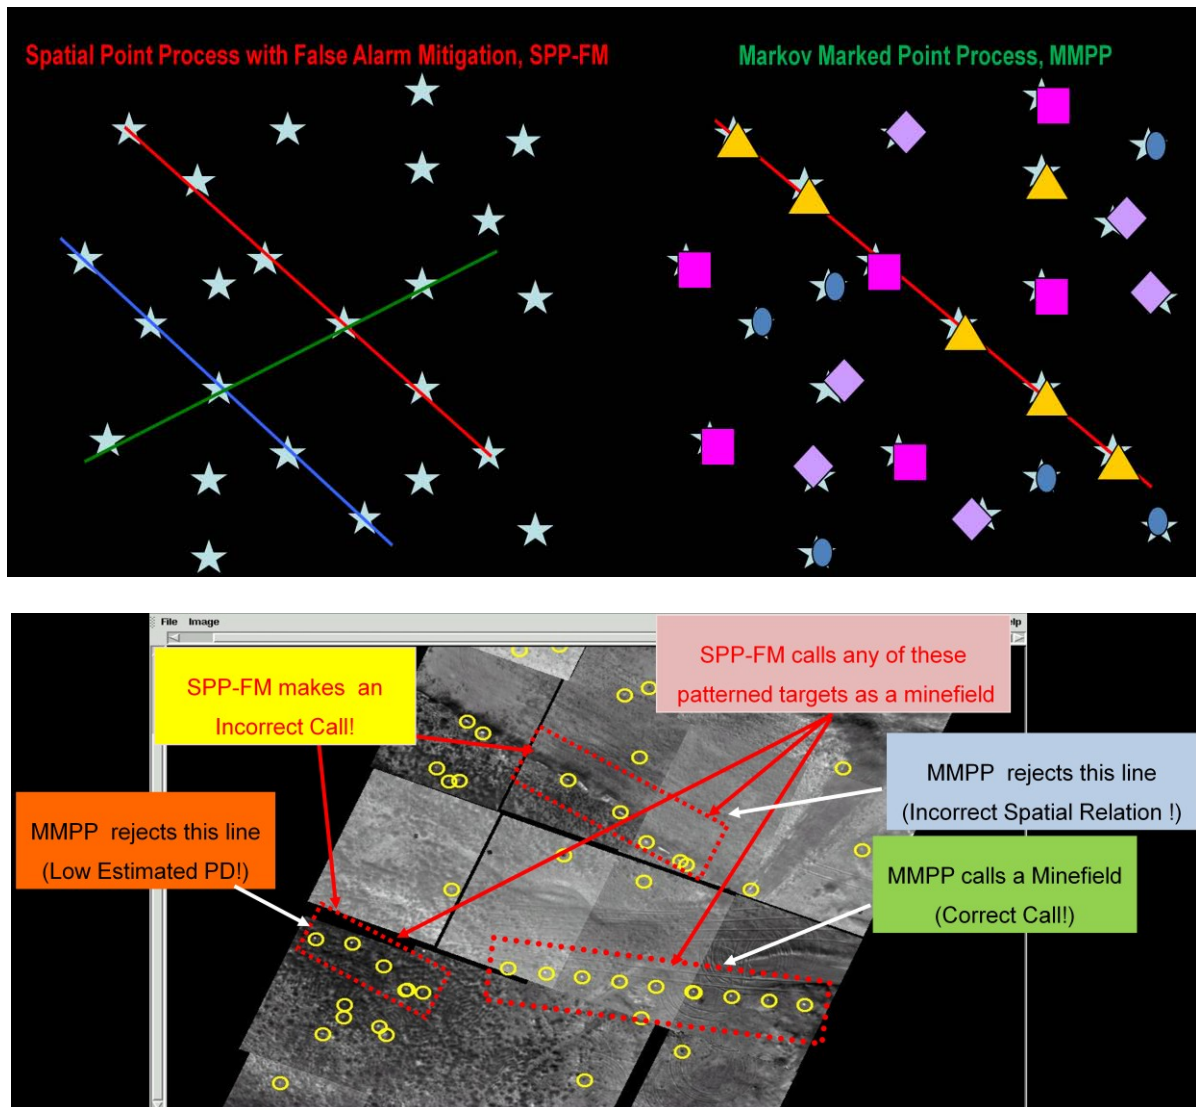 Spatial Point Process with False Alarm Mitigation, SPP-FM
Markov Marked Point Process, MMPP
File Image
elp
SPP-FM makes an
Incorrect Call!
SPP-FM calls any of these
patterned targets as a minefield
MMPP rejects this line
(Incorrect Spatial Relation !)
MMPP rejects this line
(Low Estimated PD!)
MMPP calls a Minefield
(Correct Call!)